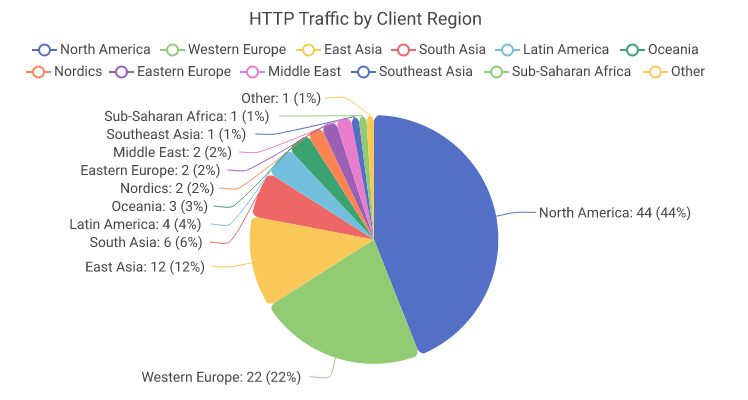 HTTP Traffic by Client Region
North America Western Europe East Asia South Asia Latin America Oceania
Nordics Eastern Europe Middle East Southeast Asia Sub-Saharan Africa Other
Other: 1 (1%)
Sub-Saharan Africa: 1 (1%)
Southeast Asia: 1 (1%)
Middle East: 2 (2%)
Eastern Europe: 2 (2%)
Nordics: 2 (2%)
Oceania: 3 (3%)
Latin America: 4 (4%)
South Asia: 6 (6%)
East Asia: 12 (12%)
North America: 44 (44%)
Western Europe: 22 (22%)